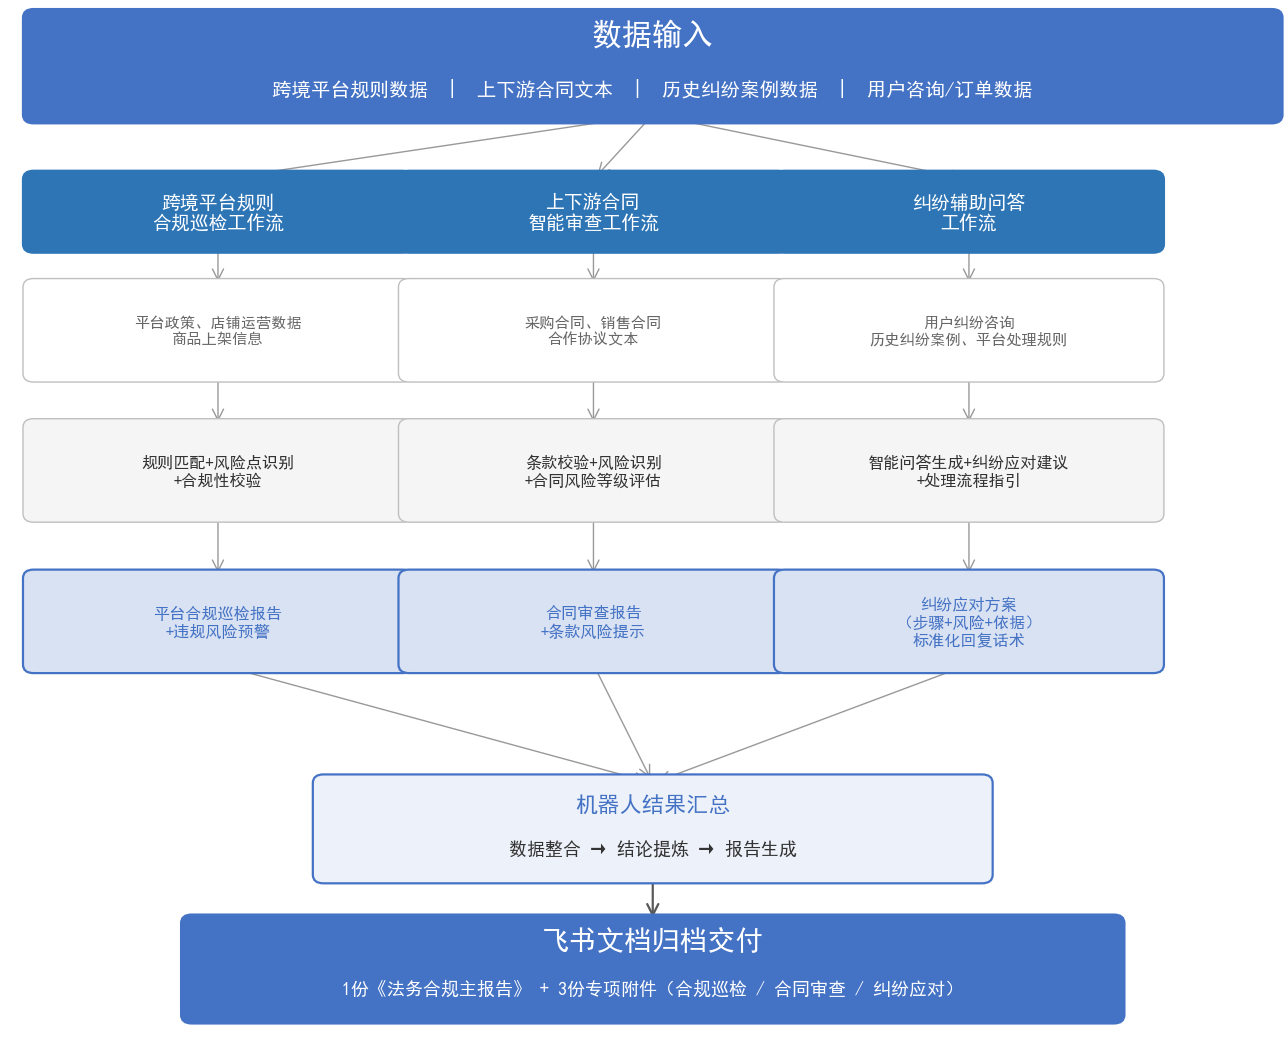 数据输入
跨境平台规则数据 | 上下游合同文本 | 历史纠纷案例数据 | 用户咨询/订单数据
跨境平台规则
合规巡检工作流
上下游合同
智能审查工作流
纠纷辅助问答
工作流
平台政策、店铺运营数据
商品上架信息
采购合同、销售合同
合作协议文本
用户纠纷咨询
历史纠纷案例、平台处理规则
规则匹配+风险点识别
+合规性校验
条款校验+风险识别
+合同风险等级评估
智能问答生成+纠纷应对建议
+处理流程指引
平台合规巡检报告
+违规风险预警
合同审查报告
+条款风险提示
纠纷应对方案
（步骤+风险+依据）
标准化回复话术
机器人结果汇总
数据整合 → 结论提炼 → 报告生成
飞书文档归档交付
1份《法务合规主报告》 + 3份专项附件（合规巡检 / 合同审查 / 纠纷应对）